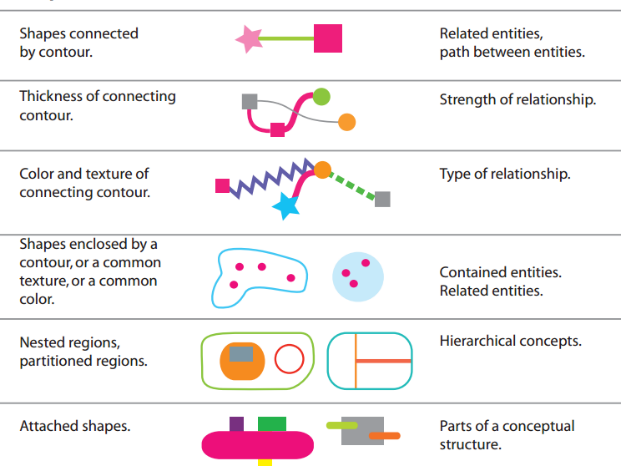 Shapes connected
by contour.
Related entities,
path between entities.
Thickness of connecting
contour.
Strength of relationship.
Color and texture of
connecting contour.
Type of relationship.
Shapes enclosed by a
contour, or a common
texture, or a common
color.
Contained entities.
Related entities.
Nested regions,
partitioned regions.
Hierarchical concepts.
Attached shapes.
Parts of a conceptual
structure.